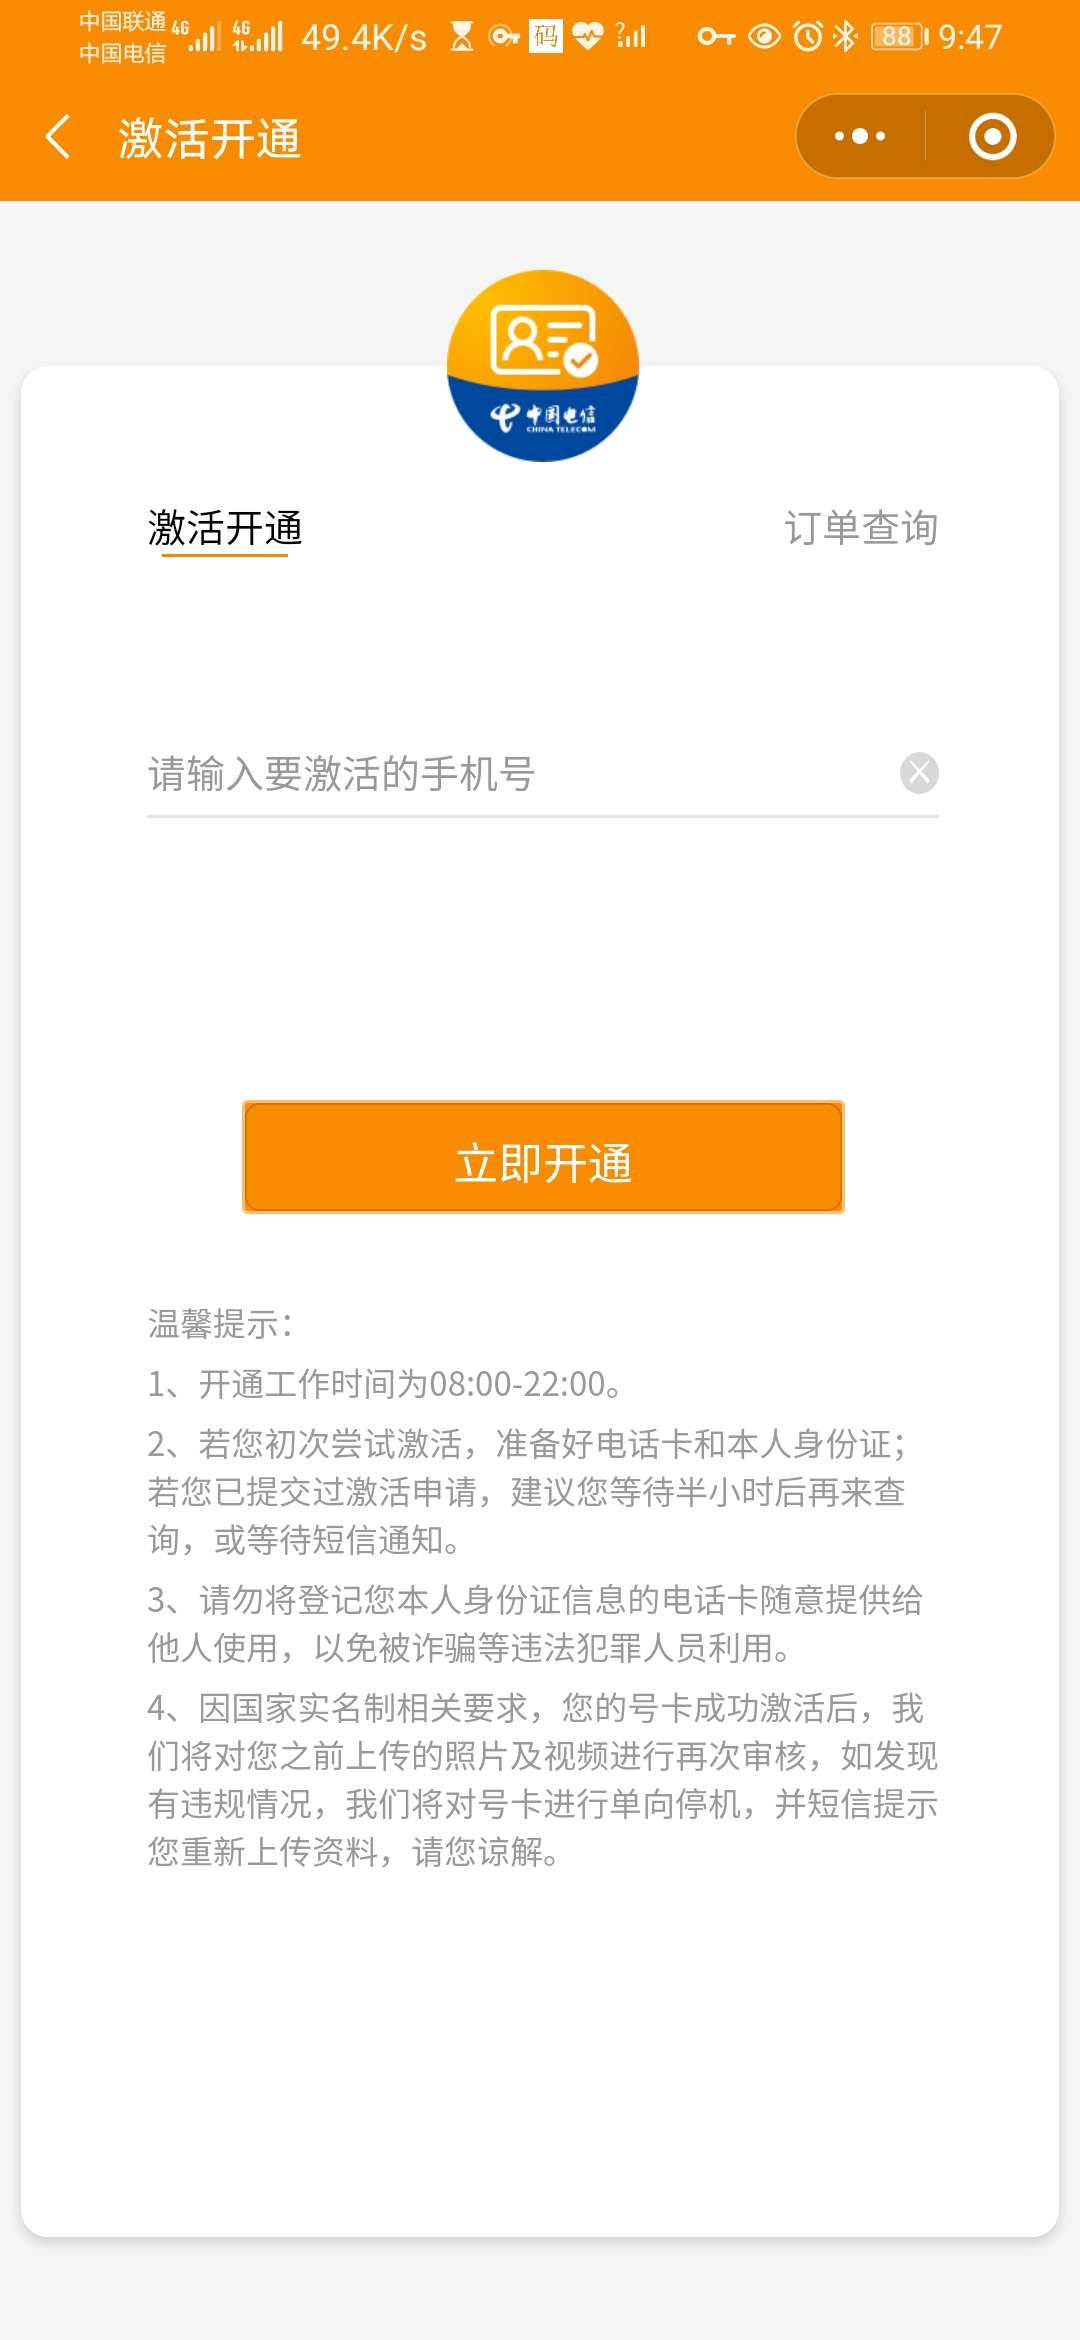 中国联通 4G 4G 49.4K/s 码 ? 88 9:47
中国电信
激活开通
中国电信
CHINA TELECOM
激活开通 订单查询
请输入要激活的手机号
立即开通
温馨提示：
1、开通工作时间为08:00-22:00。
2、若您初次尝试激活，准备好电话卡和本人身份证；
若您已提交过激活申请，建议您等待半小时后再来查
询，或等待短信通知。
3、请勿将登记您本人身份证信息的电话卡随意提供给
他人使用，以免被诈骗等违法犯罪人员利用。
4、因国家实名制相关要求，您的号卡成功激活后，我
们将对您之前上传的照片及视频进行再次审核，如发现
有违规情况，我们将对号卡进行单向停机，并短信提示
您重新上传资料，请您谅解。